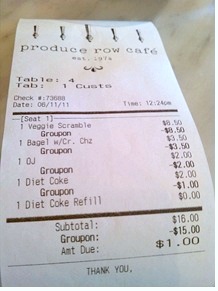 produce row café
est. 1974
Table: 4
Tab: 1 Custs
Check #:73688
Date: 06/11/11 Time: 12:24pm
[Seat 1]
1 Veggie Scramble $8.50
Groupon -$8.50
1 Bagel w/Cr. Chz $3.50
Groupon -$3.50
1 OJ $2.00
Groupon -$2.00
1 Diet Coke $2.00
Groupon -$1.00
1 Diet Coke Refill $0.00
Subtotal: $16.00
Groupon: -$15.00
Amt Due: $1.00
THANK YOU,